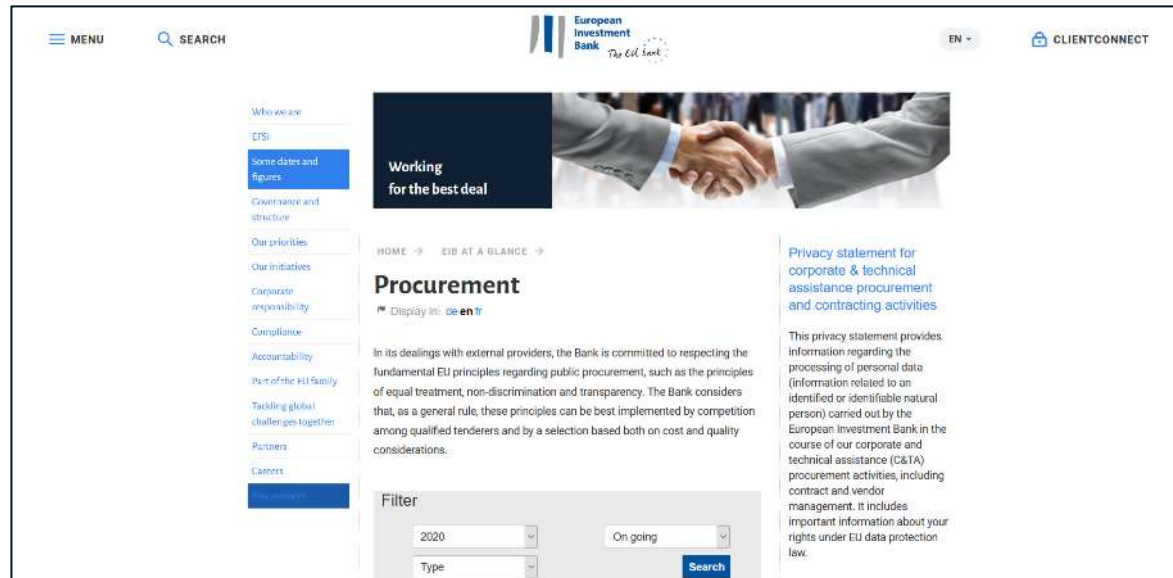 MENU
SEARCH
European
Investment
Bank The EU bank
EN
CLIENTCONNECT
Who we are
EFSI
Some dates and
figures
Governance and
structure
Our priorities
Our initiatives
Corporate
responsibility
Compliance
Accountability
Part of the EU family
Tackling global
challenges together
Partners
Careers
Working
for the best deal
HOME → EIB AT A GLANCE →
Procurement
Display in: de en fr
In its dealings with external providers, the Bank is committed to respecting the
fundamental EU principles regarding public procurement, such as the principles
of equal treatment, non-discrimination and transparency. The Bank considers
that, as a general rule, these principles can be best implemented by competition
among qualified tenderers and by a selection based both on cost and quality
considerations.
Filter
2020
On going
Type
Search
Privacy statement for
corporate & technical
assistance procurement
and contracting activities
This privacy statement provides
information regarding the
processing of personal data
(information related to an
identified or identifiable natural
person) carried out by the
European Investment Bank in the
course of our corporate and
technical assistance (C&TA)
procurement activities, including
contract and vendor
management. It includes
important information about your
rights under EU data protection
law.